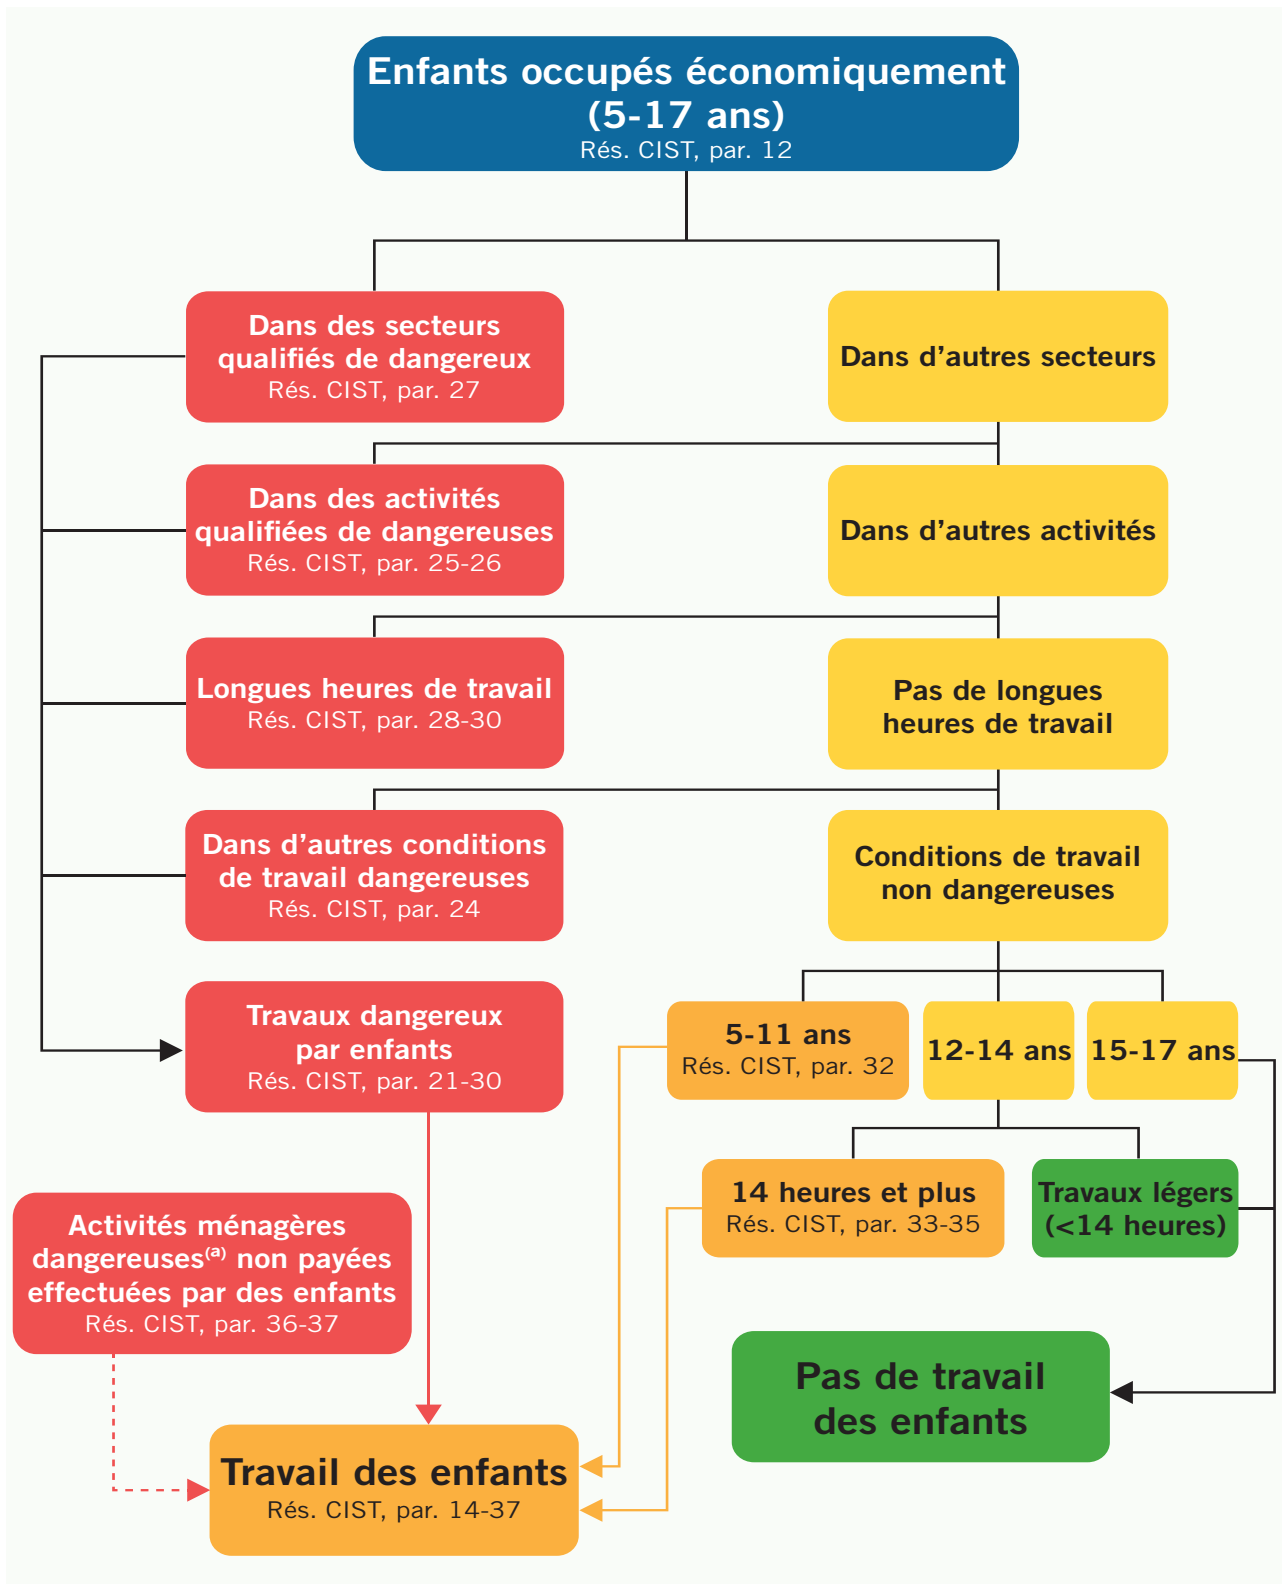 Enfants occupés économiquement
(5-17 ans)
Rés. CIST, par. 12
Dans des secteurs
qualifiés de dangereux
Rés. CIST, par. 27
Dans d’autres secteurs
Dans des activités
qualifiées de dangereuses
Rés. CIST, par. 25-26
Dans d’autres activités
Longues heures de travail
Rés. CIST, par. 28-30
Pas de longues
heures de travail
Dans d’autres conditions
de travail dangereuses
Rés. CIST, par. 24
Conditions de travail
non dangereuses
Travaux dangereux
par enfants
Rés. CIST, par. 21-30
5-11 ans
Rés. CIST, par. 32
12-14 ans
15-17 ans
14 heures et plus
Rés. CIST, par. 33-35
Travaux légers
(<14 heures)
Activités ménagères
dangereuses(a) non payées
effectuées par des enfants
Rés. CIST, par. 36-37
Pas de travail
des enfants
Travail des enfants
Rés. CIST, par. 14-37